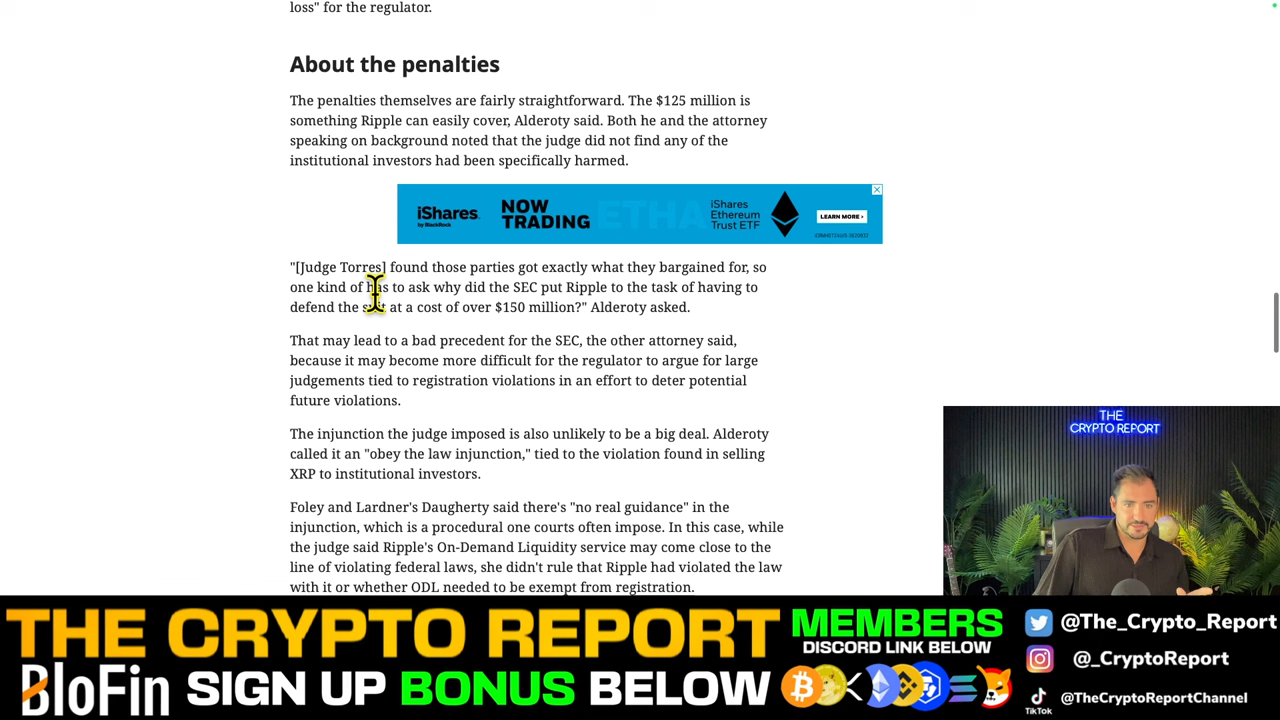 loss" for the regulator.
About the penalties
The penalties themselves are fairly straightforward. The $125 million is
something Ripple can easily cover, Alderoty said. Both he and the attorney
speaking on background noted that the judge did not find any of the
institutional investors had been specifically harmed.
iShares.
by BlackRock
NOW
TRADING
ETHA
iShares
Ethereum
Trust ETF
LEARN MORE ›
"[Judge Torres] found those parties got exactly what they bargained for, so
one kind of has to ask why did the SEC put Ripple to the task of having to
defend the suit at a cost of over $150 million?" Alderoty asked.
That may lead to a bad precedent for the SEC, the other attorney said,
because it may become more difficult for the regulator to argue for large
judgements tied to registration violations in an effort to deter potential
future violations.
The injunction the judge imposed is also unlikely to be a big deal. Alderoty
called it an "obey the law injunction," tied to the violation found in selling
XRP to institutional investors.
Foley and Lardner's Daugherty said there's "no real guidance" in the
injunction, which is a procedural one courts often impose. In this case, while
the judge said Ripple's On-Demand Liquidity service may come close to the
line of violating federal laws, she didn't rule that Ripple had violated the law
with it or whether ODL needed to be exempt from registration.
THE
CRYPTO REPORT
THE CRYPTO REPORT
BloFin SIGN UP BONUS BELOW
MEMBERS
DISCORD LINK BELOW
@The_Crypto_Report
@_CryptoReport
TikTok
@TheCryptoReportChannel